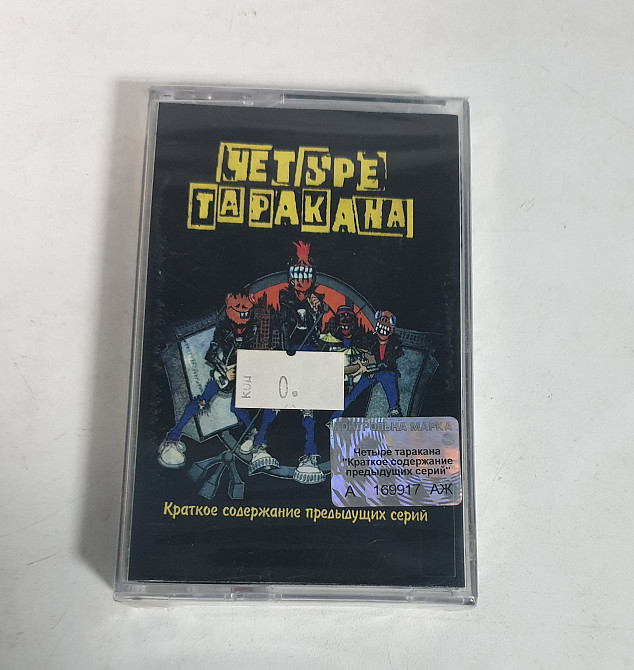 ЧЕТЫРЕ
ТАРАКАНА
КОД
0.
КОНТРОЛЬНА МАРКА
Четыре таракана
"Краткое содержание
предыдущих серий"
А 169917 АЖ
Краткое содержание предыдущих серий